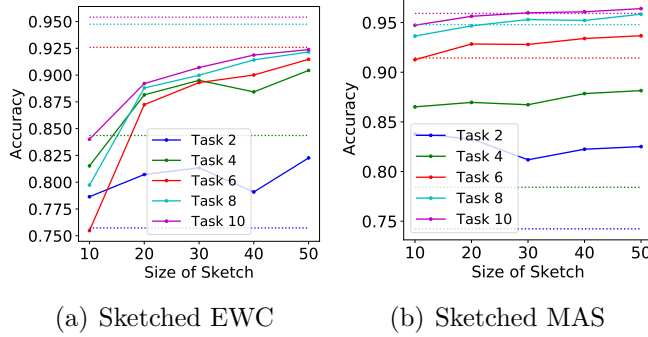 0.950
0.925
0.900
0.875
0.850
0.825
0.800
0.775
0.750
Accuracy
Task 2
Task 4
Task 6
Task 8
Task 10
10 20 30 40 50
Size of Sketch
(a) Sketched EWC
0.95
0.90
0.85
0.80
0.75
Accuracy
Task 2
Task 4
Task 6
Task 8
Task 10
10 20 30 40 50
Size of Sketch
(b) Sketched MAS